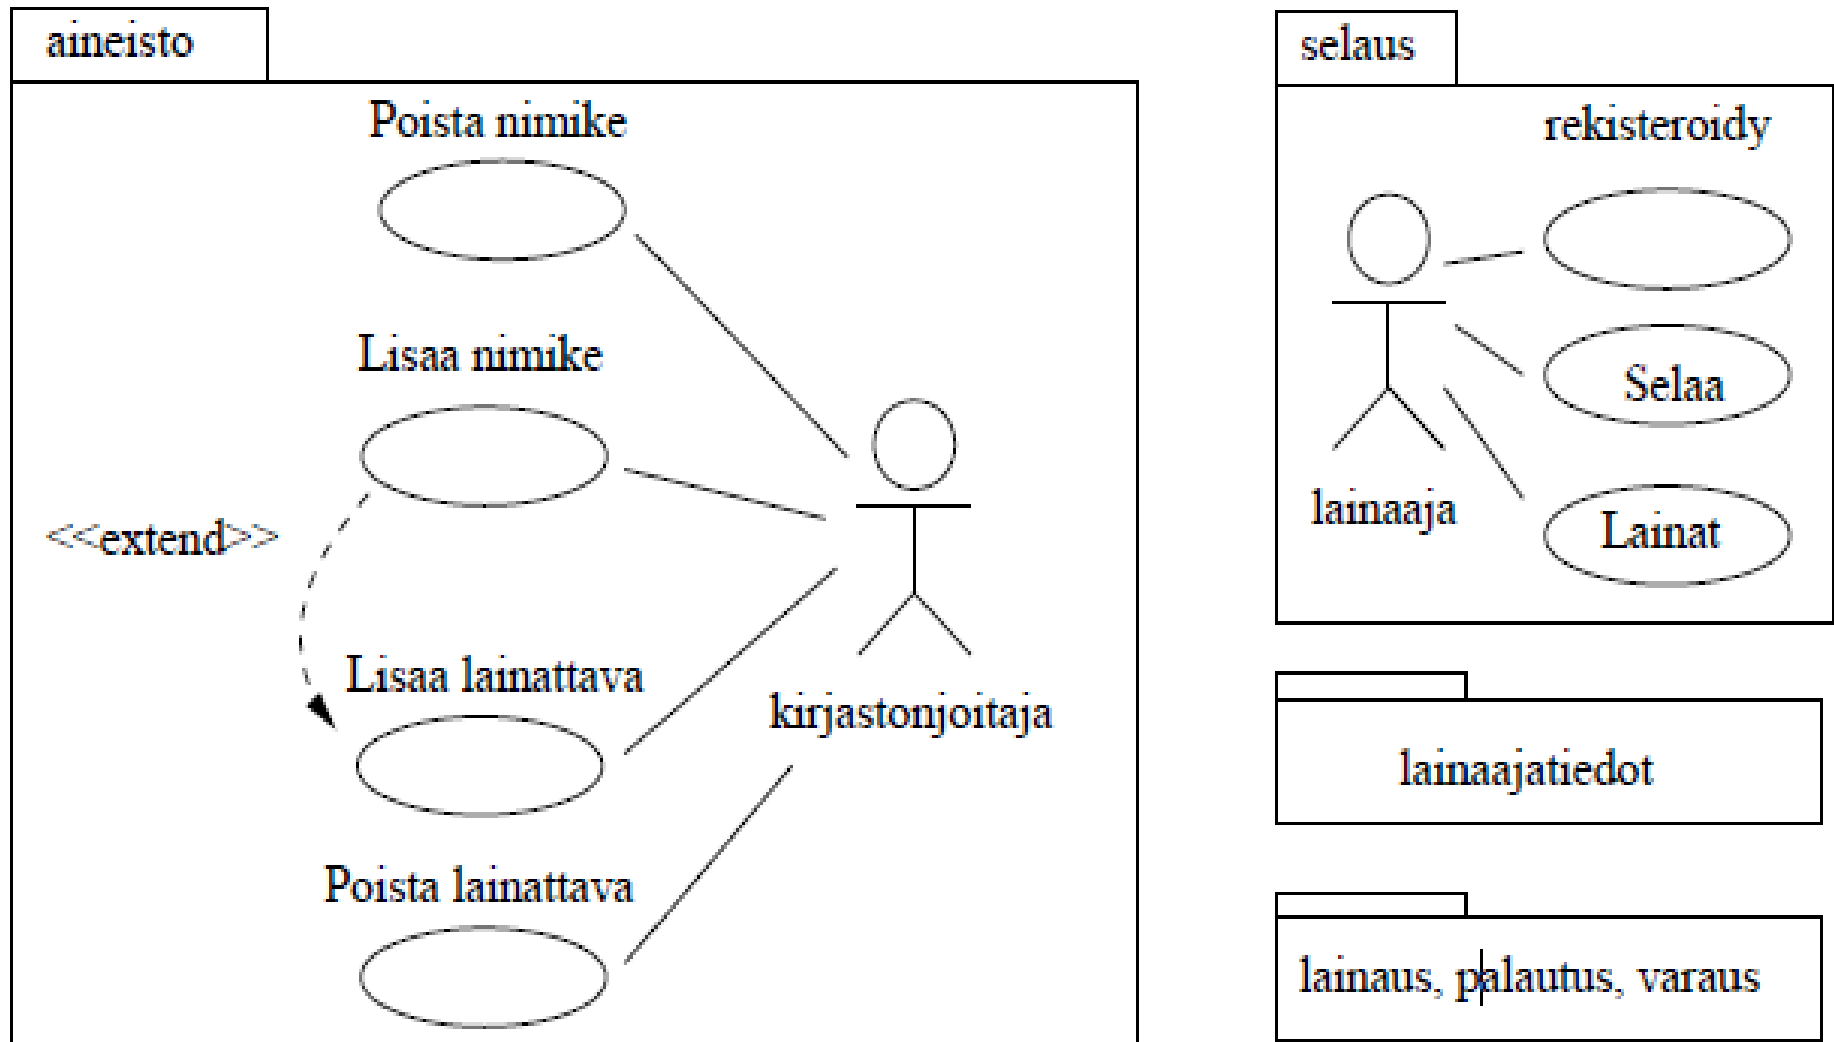 aineisto
Poista nimike
Lisaa nimike
<<extend>>
Lisaa lainattava
kirjastonjoitaja
Poista lainattava
selaus
rekisteroidy
Selaa
lainaaja
Lainat
lainaajatiedot
lainaus, palautus, varaus